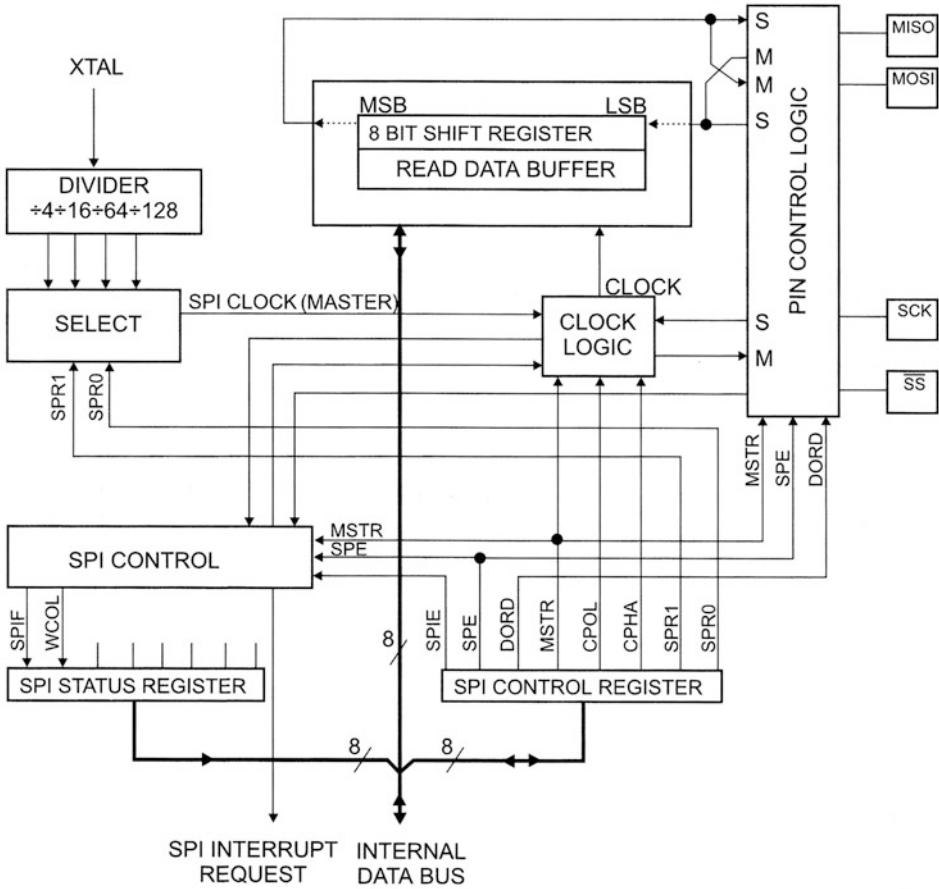 S
MISO
XTAL
M
MSB
LSB
M
MOSI
8 BIT SHIFT REGISTER
S
READ DATA BUFFER
DIVIDER
÷4÷16÷64÷128
PIN CONTROL LOGIC
SPI CLOCK (MASTER)
CLOCK
SELECT
CLOCK
LOGIC
S
SCK
M
SPR1
SPR0
SS
MSTR
SPE
DORD
MSTR
SPE
SPI CONTROL
SPIF
WCOL
8
SPIE
SPE
DORD
MSTR
CPOL
CPHA
SPR1
SPR0
SPI STATUS REGISTER
SPI CONTROL REGISTER
8
8
SPI INTERRUPT
REQUEST
INTERNAL
DATA BUS